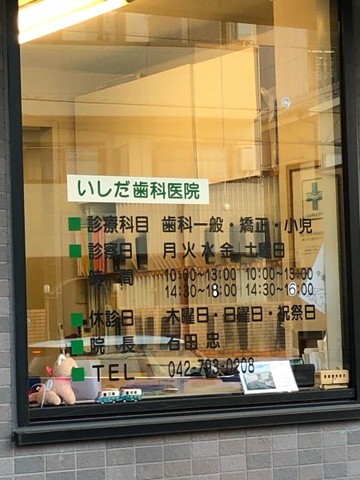 いしだ歯科医院
診療科目 歯科一般・矯正・小児
診容日 月火水金 土曜日
時間 10:00~13:00 10:00~13:00
14:30~18:00 14:30~16:00
休診日 木曜日・日曜日・祝祭日
院長 石田 忠
TEL 042-703-0208